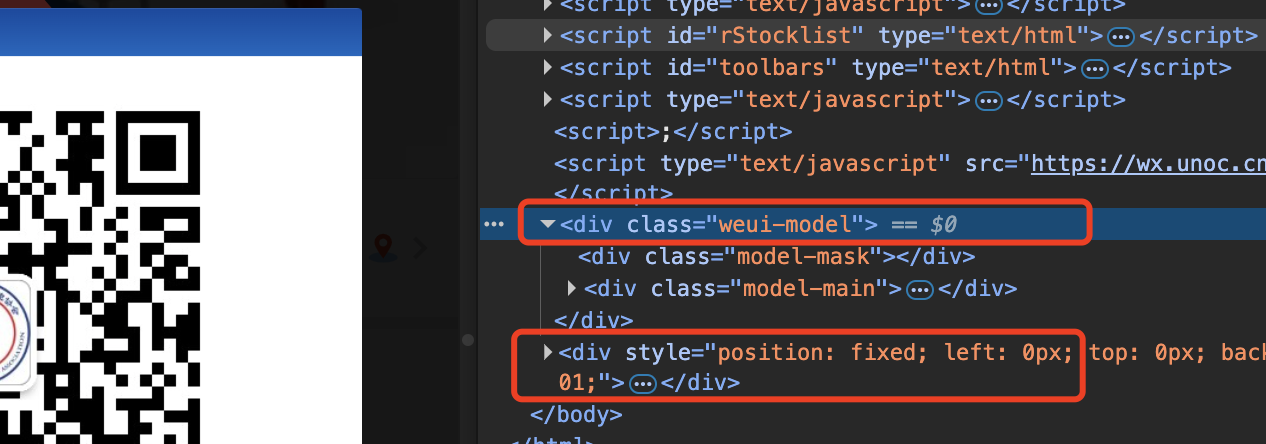 <script type="text/javascript">…</script>
<script id="rStocklist" type="text/html">…</script>
<script id="toolbars" type="text/html">…</script>
<script type="text/javascript">…</script>
<script>;</script>
<script type="text/javascript" src="https://wx.unoc.cn
</script>
… <div class="weui-model"> == $0
<div class="model-mask"></div>
<div class="model-main">…</div>
</div>
<div style="position: fixed; left: 0px; top: 0px; back
01;">…</div>
</body>
</html>
ASSOCIATION